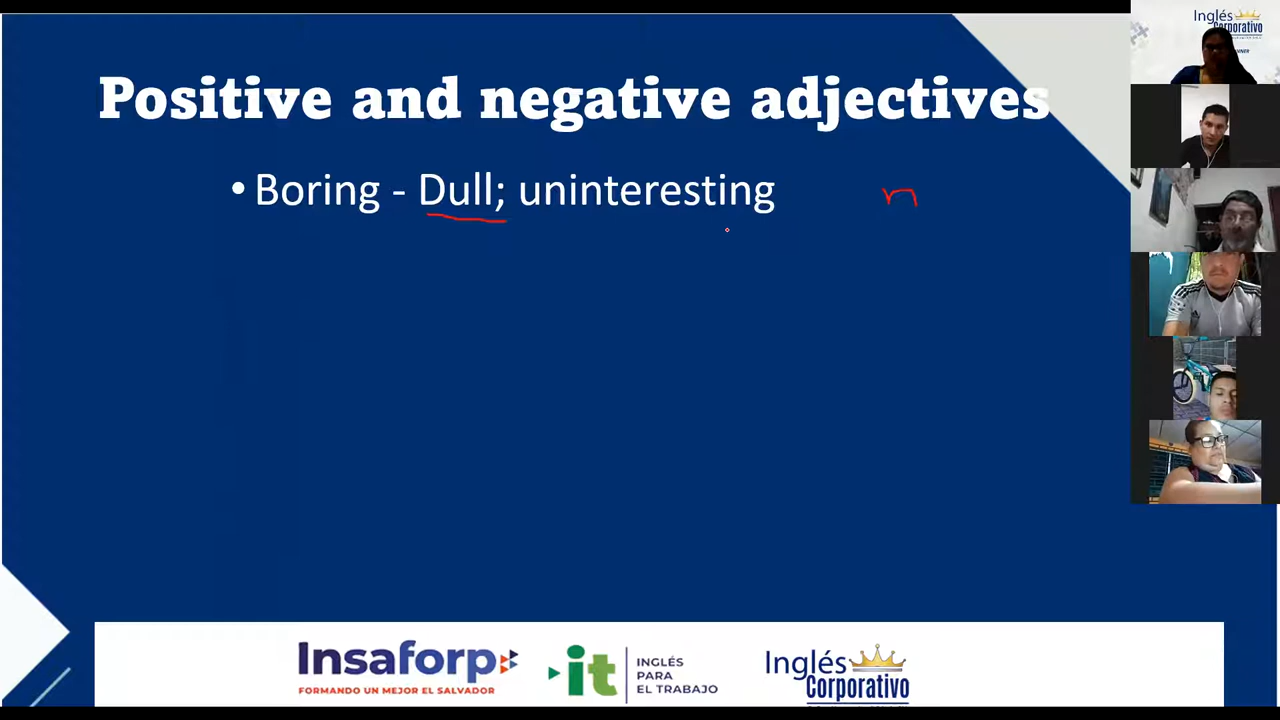 Positive and negative adjectives
• Boring - Dull; uninteresting
n
Insaforp
FORMANDO UN MEJOR EL SALVADOR
it
INGLÉS
PARA
EL TRABAJO
Inglés
Corporativo
Inglés
Corporativo